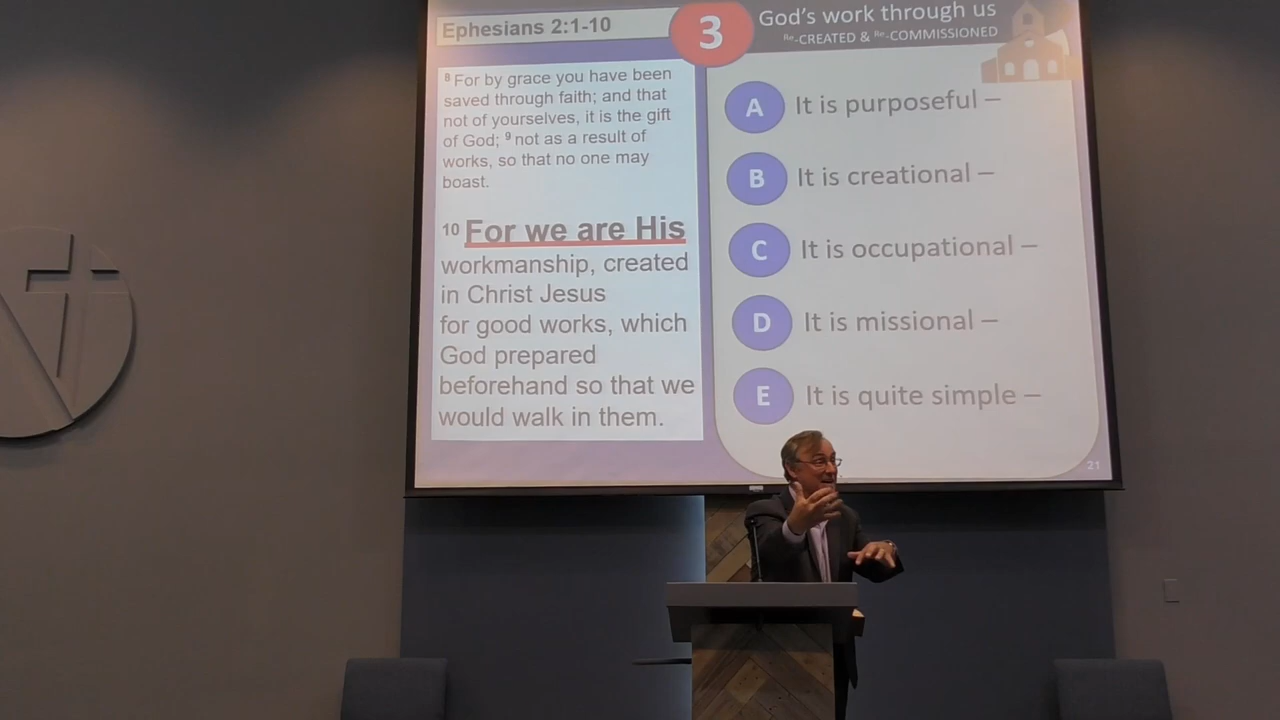 Ephesians 2:1-10
3
God's work through us
Re-CREATED & Re-COMMISSIONED
8 For by grace you have been
saved through faith; and that
not of yourselves, it is the gift
of God; 9 not as a result of
works, so that no one may
boast.
10 For we are His
workmanship, created
in Christ Jesus
for good works, which
God prepared
beforehand so that we
would walk in them.
A It is purposeful –
B It is creational –
C It is occupational –
D It is missional –
E It is quite simple –
21